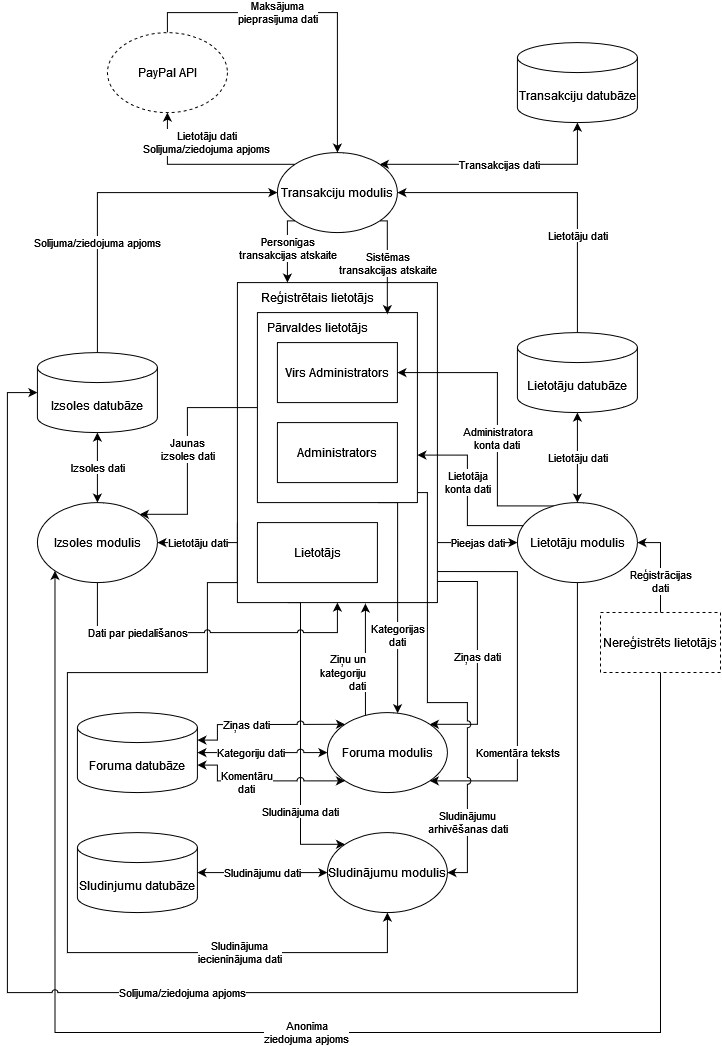 Maksājuma
pieprasījuma dati
PayPal API
Transakciju datubāze
Lietotāju dati
Solījuma/ziedojuma apjoms
Transakcijas dati
Transakciju modulis
Solījuma/ziedojuma apjoms
Personīgas
transakcijas atskaite
Sistēmas
transakcijas atskaite
Lietotāju dati
Reģistrētais lietotājs
Pārvaldes lietotājs
Virs Administrators
Izsoles datubāze
Lietotāju datubāze
Jaunas
izsoles dati
Administrators
Administratora
konta dati
Izsoles dati
Lietotāju dati
Lietotāja
konta dati
Izsoles modulis
Lietotāju dati
Lietotājs
Pieejas dati
Lietotāju modulis
Reģistrācijas
dati
Dati par piedališanos
Kategorijas
dati
Nereģistrēts lietotājs
Ziņu un
kategoriju
dati
Ziņas dati
Ziņas dati
Foruma datubāze
Kategoriju dati
Foruma modulis
Komentāra teksts
Komentāru
dati
Sludinājuma dati
Sludinājumu
arhivēšanas dati
Sludinjumu datubāze
Sludinājumu dati
Sludinājumu modulis
Sludinājuma
iecienīnājuma dati
Solījuma/ziedojuma apjoms
Anonīma
ziedojuma apjoms